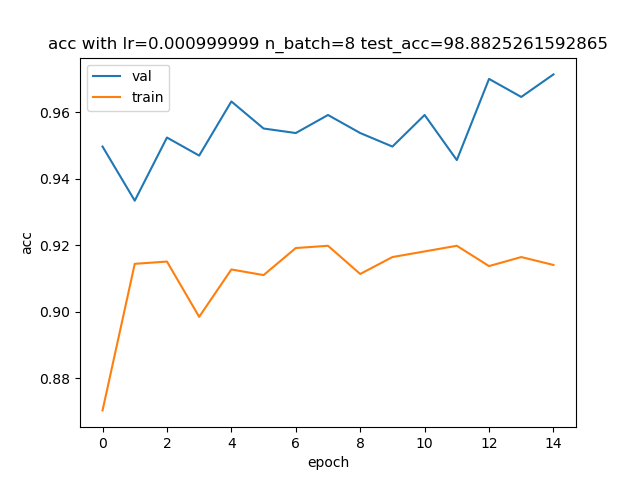 acc with lr=0.000999999 n_batch=8 test_acc=98.8825261592865
val
train
0.96
0.94
0.92
0.90
0.88
acc
0 2 4 6 8 10 12 14
epoch